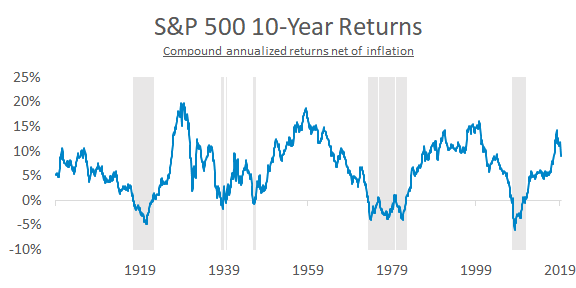 S&P 500 10-Year Returns
Compound annualized returns net of inflation
25%
20%
15%
10%
5%
0%
-5%
-10%
1919 1939 1959 1979 1999 2019